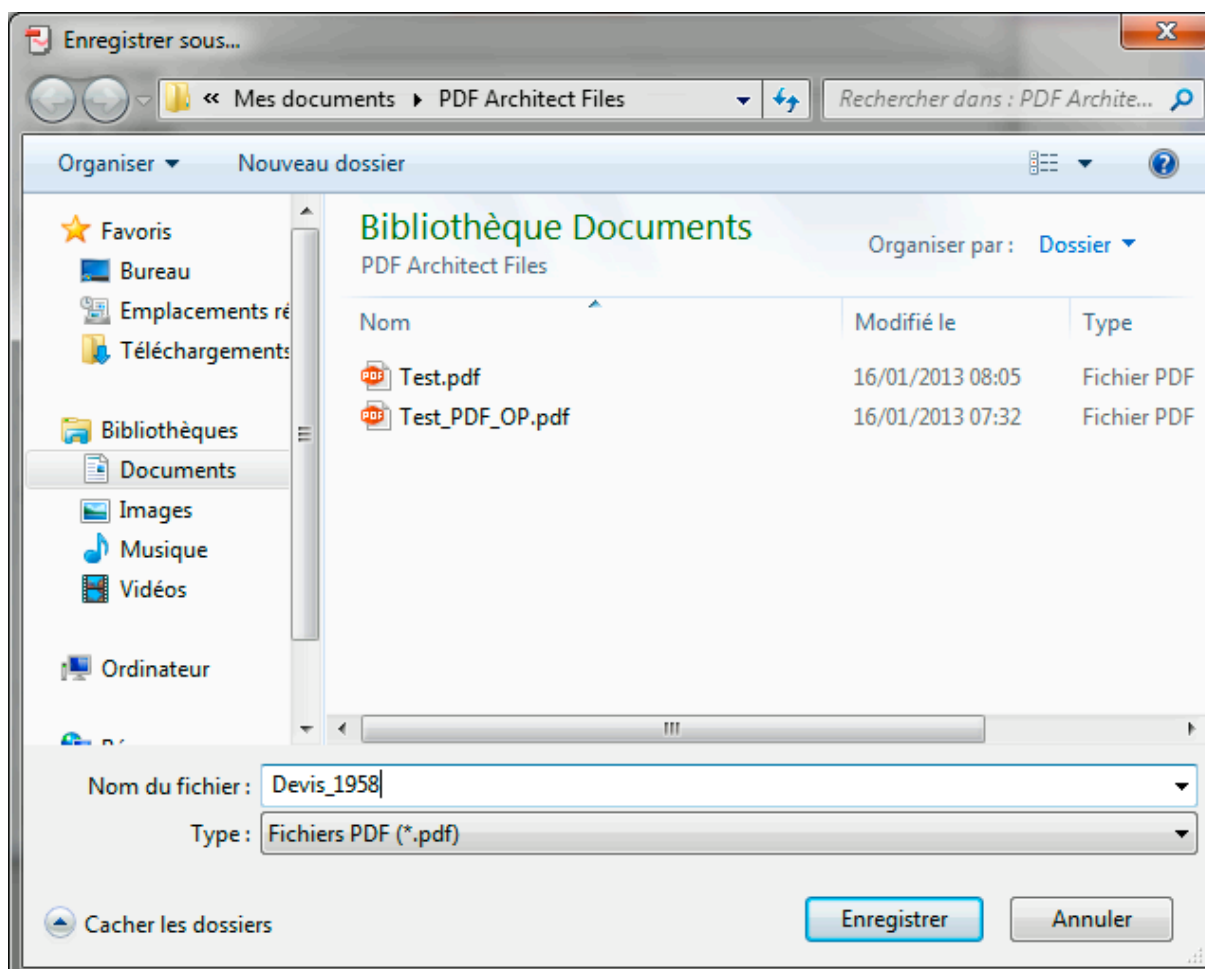 Enregistrer sous...
« Mes documents PDF Architect Files Rechercher dans : PDF Archite...
Organiser Nouveau dossier
Favoris
Bureau
Emplacements ré
Téléchargements
Bibliothèques
Documents
Images
Musique
Vidéos
Ordinateur
Bibliothèque Documents
PDF Architect Files
Organiser par : Dossier
Nom Modifié le Type
Test.pdf 16/01/2013 08:05 Fichier PDF
Test_PDF_OP.pdf 16/01/2013 07:32 Fichier PDF
Nom du fichier : Devis_1958
Type : Fichiers PDF (*.pdf)
Cacher les dossiers Enregistrer Annuler